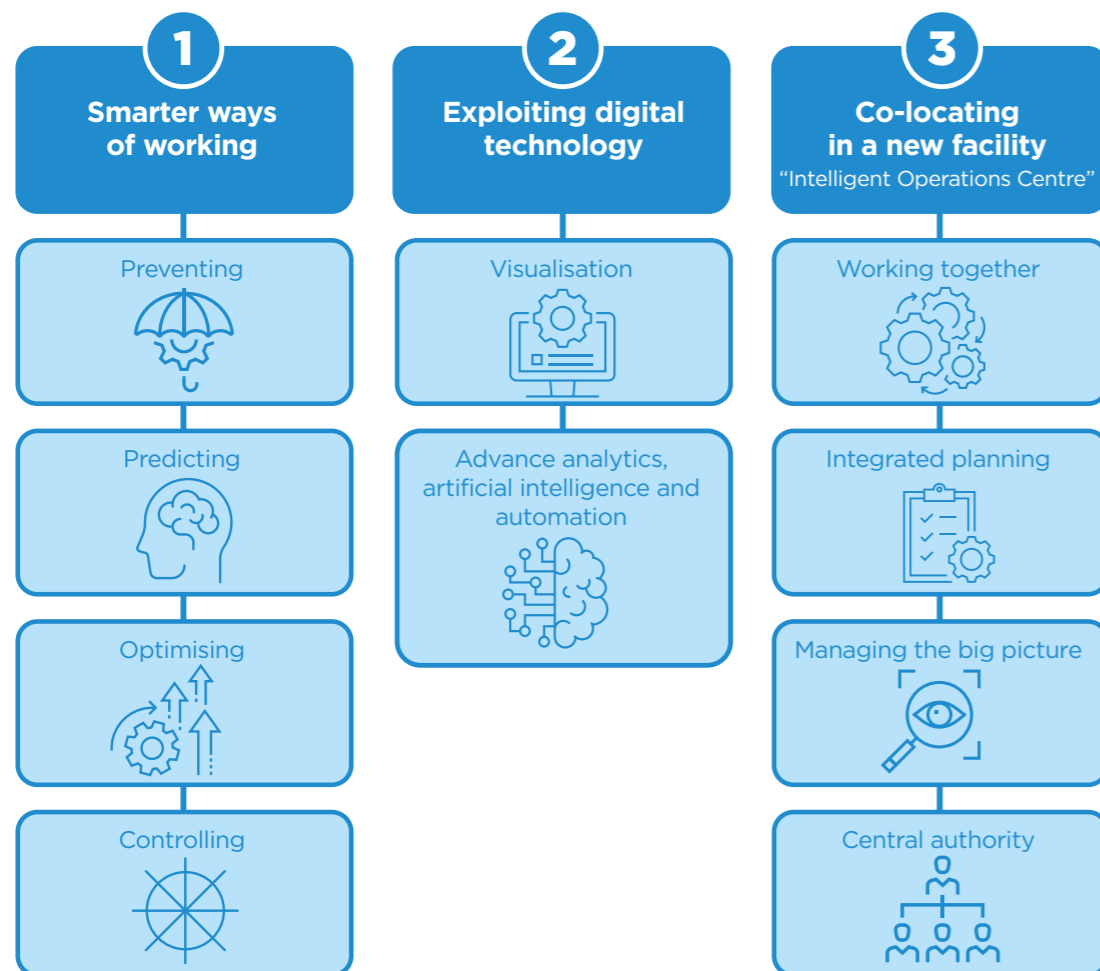 1
Smarter ways
of working
Preventing
Predicting
Optimising
Controlling
2
Exploiting digital
technology
Visualisation
Advance analytics,
artificial intelligence and
automation
3
Co-locating
in a new facility
“Intelligent Operations Centre”
Working together
Integrated planning
Managing the big picture
Central authority